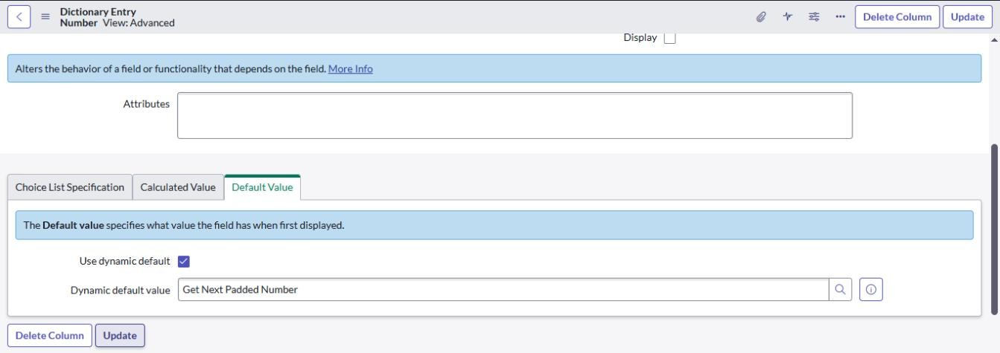 Dictionary Entry
Number View: Advanced
Delete Column
Update
Display
Alters the behavior of a field or functionality that depends on the field. More Info
Attributes
Choice List Specification
Calculated Value
Default Value
The Default value specifies what value the field has when first displayed.
Use dynamic default
Dynamic default value
Get Next Padded Number
Delete Column
Update